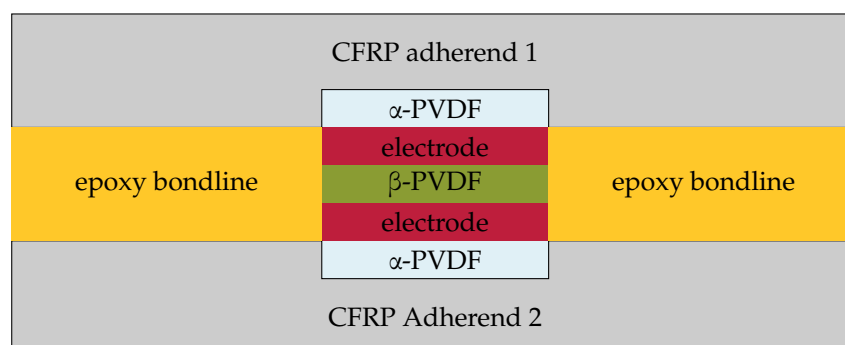 CFRP adherend 1
α-PVDF
electrode
epoxy bondline
β-PVDF
epoxy bondline
electrode
α-PVDF
CFRP Adherend 2